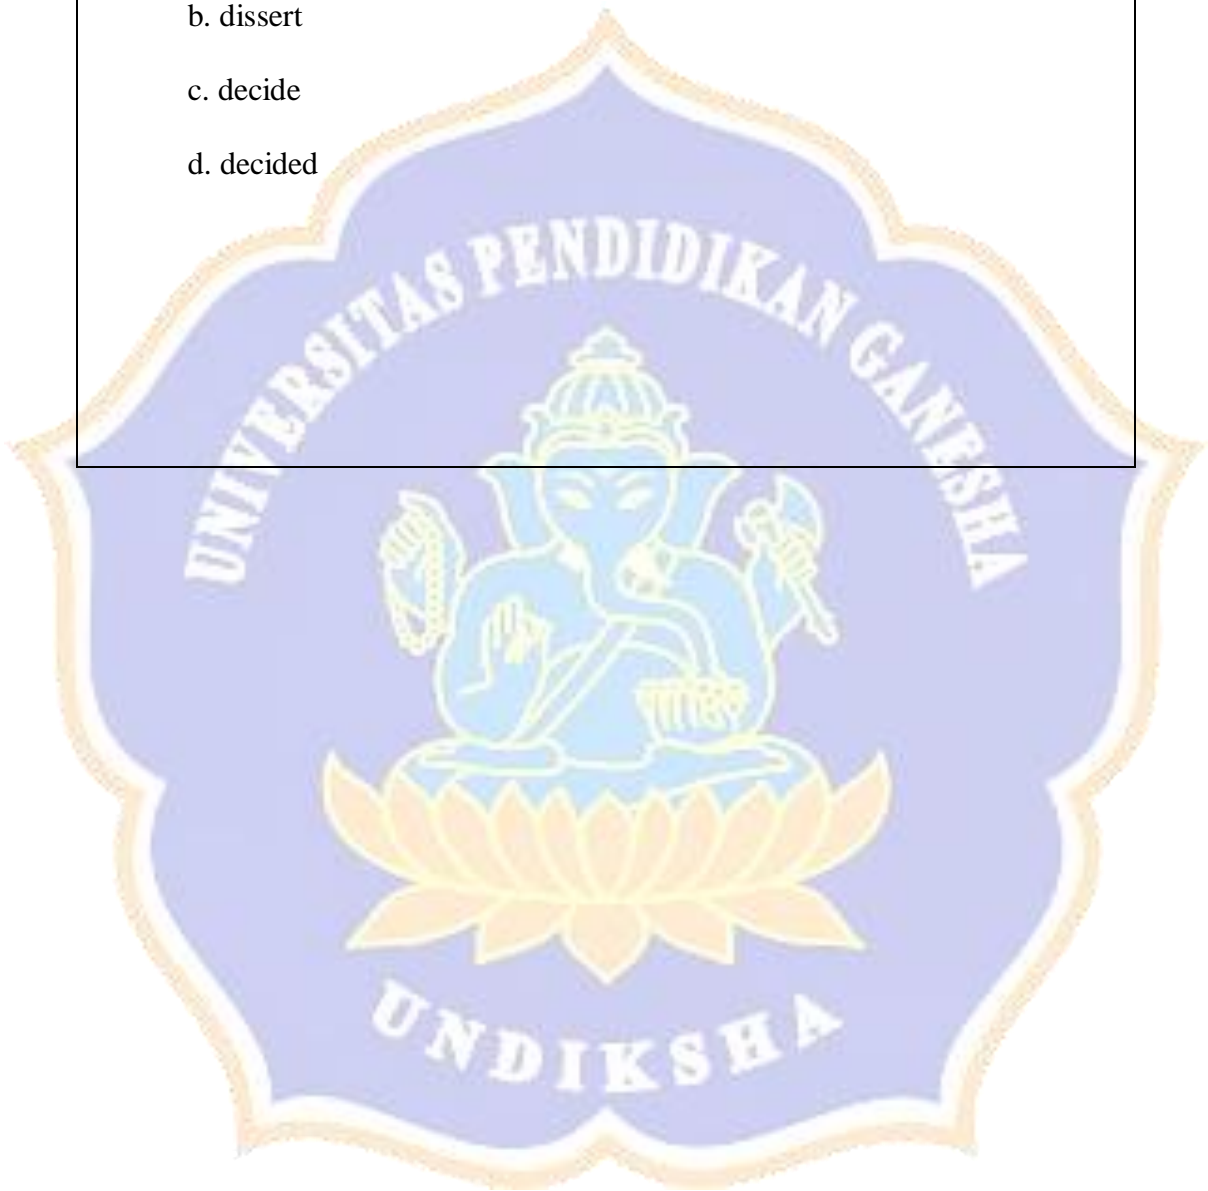 b. dissert
c. decide
d. decided
UNIVERSITAS PENDIDIKAN GANESHA
UNDIKSHA